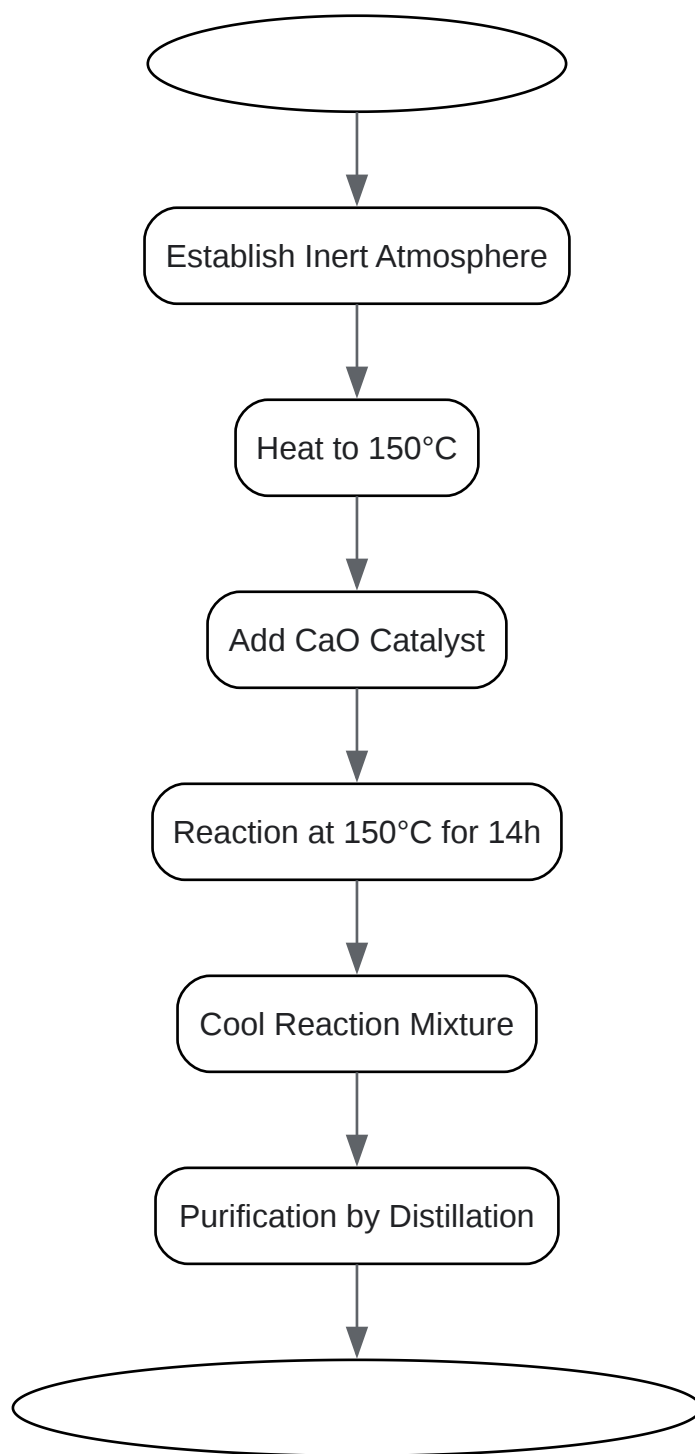 Establish Inert Atmosphere
Heat to 150°C
Add CaO Catalyst
Reaction at 150°C for 14h
Cool Reaction Mixture
Purification by Distillation